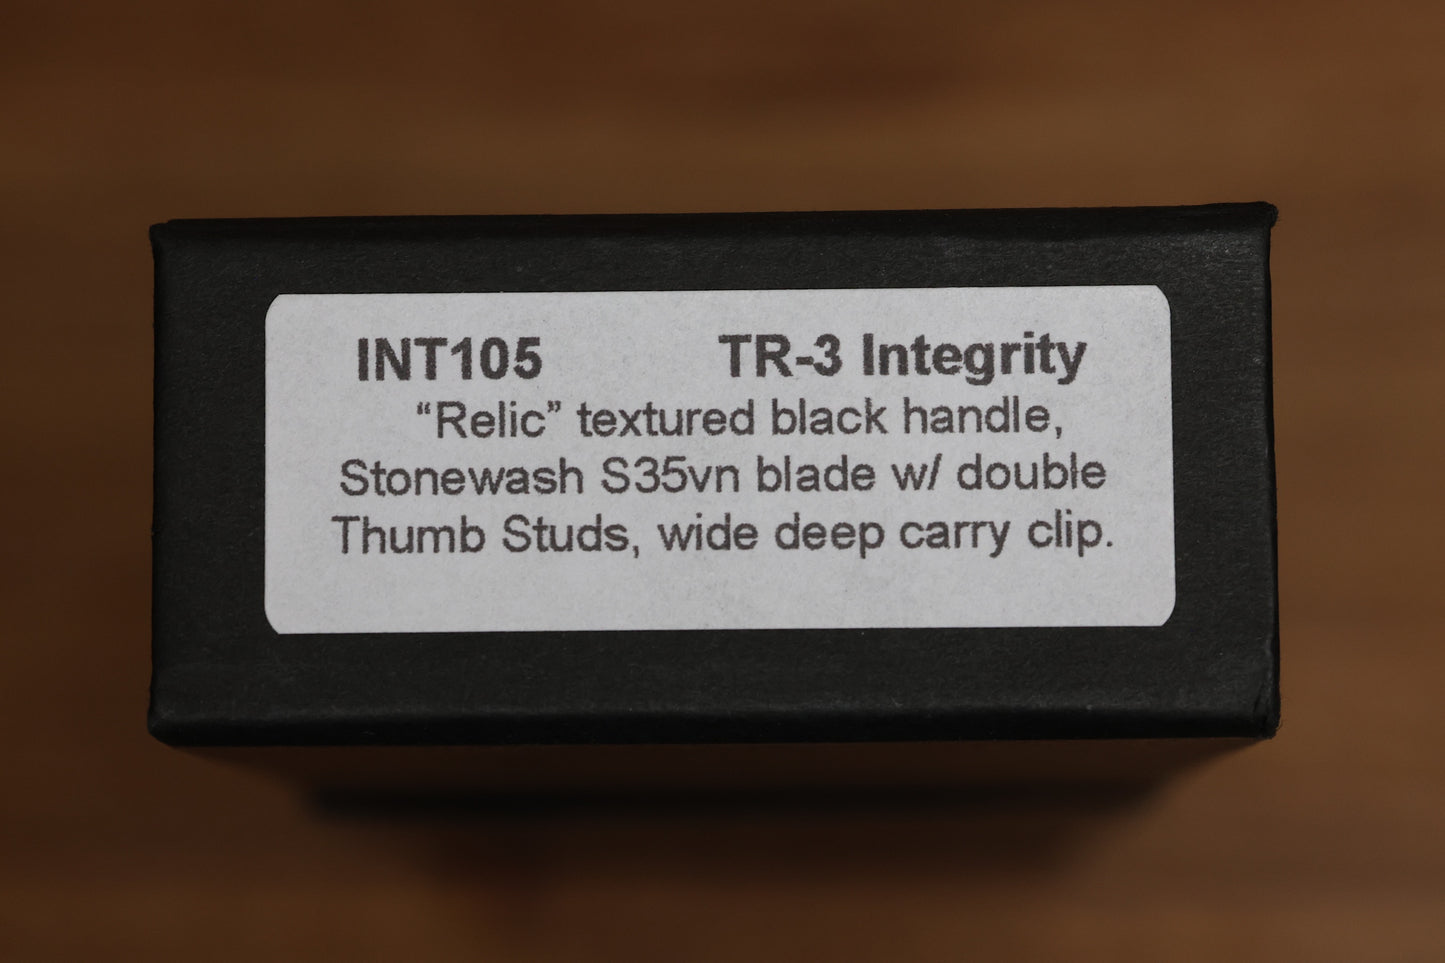 INT105 TR-3 Integrity
“Relic” textured black handle,
Stonewash S35vn blade w/ double
Thumb Studs, wide deep carry clip.